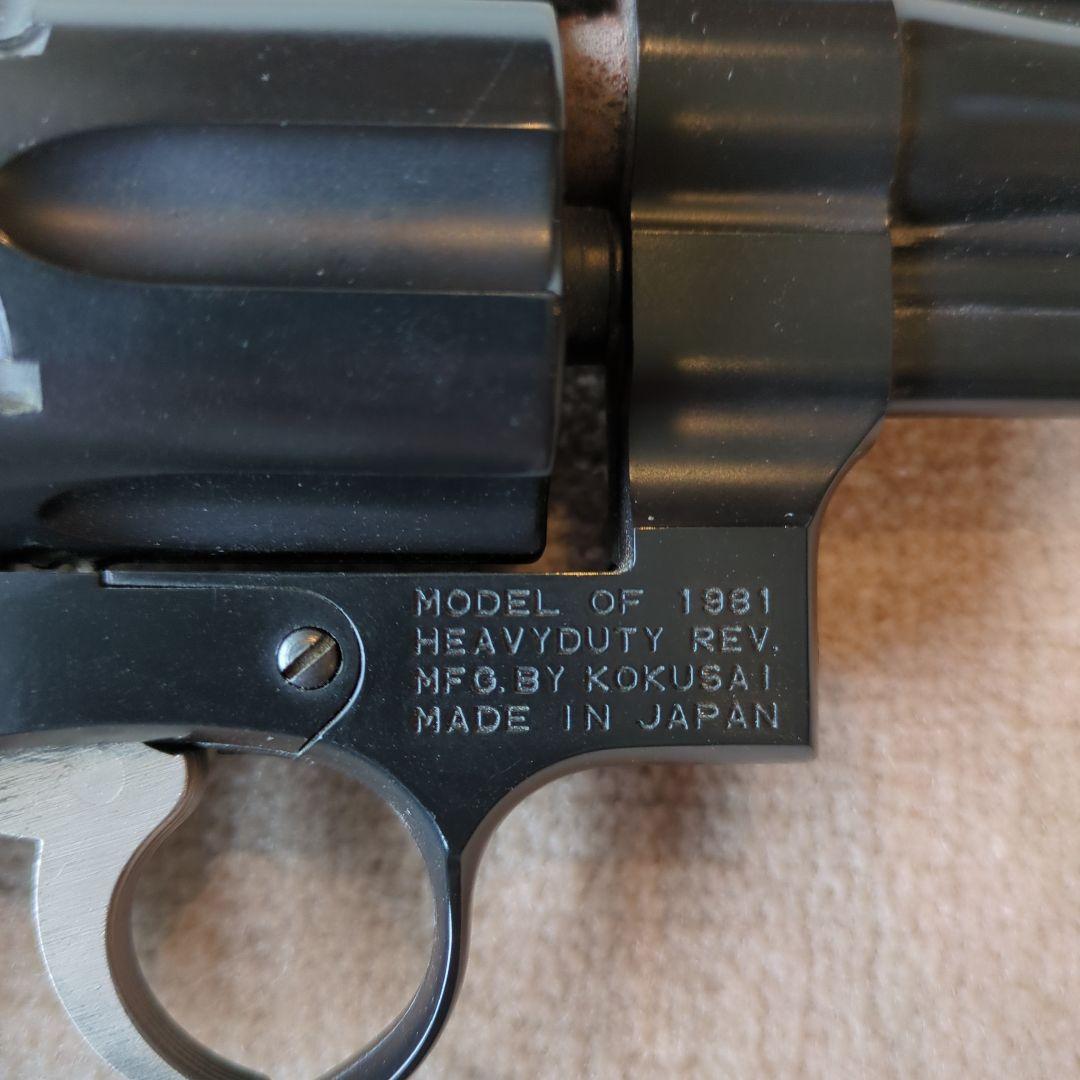 MODEL OF 1981
HEAVYDUTY REV.
MFG. BY KOKUSAI
MADE IN JAPAN